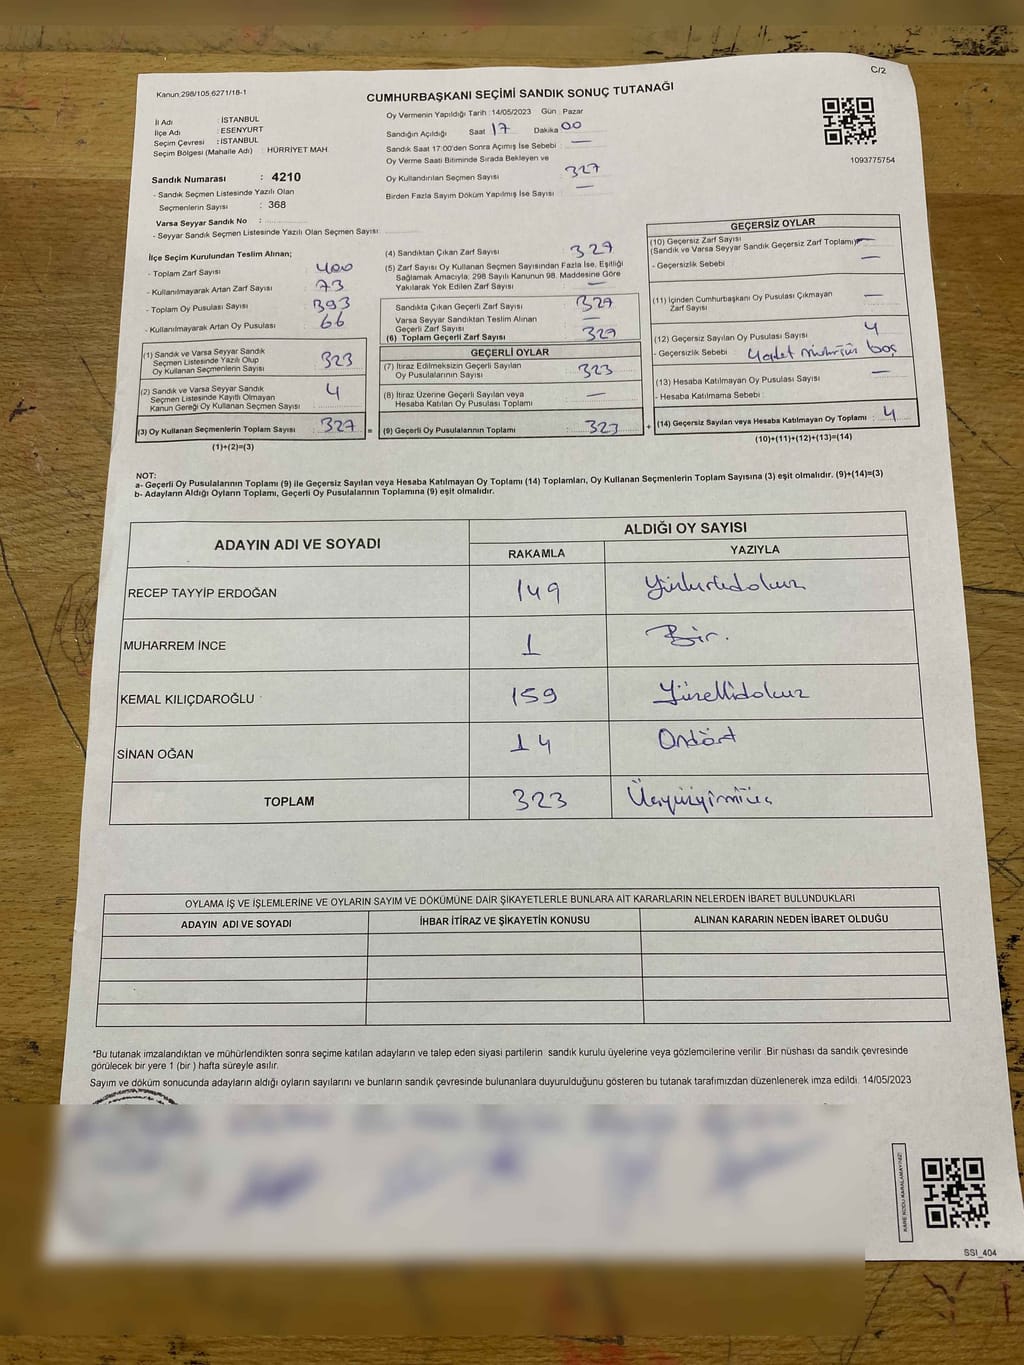 C/2
Kanun:298/105,6271/18-1
CUMHURBAŞKANI SEÇİMİ SANDIK SONUÇ TUTANAĞI
İl Adı : İSTANBUL
İlçe Adı : ESENYURT
Seçim Çevresi : İSTANBUL
Seçim Bölgesi (Mahalle Adı) : HÜRRİYET MAH.
Sandık Numarası : 4210
- Sandık Seçmen Listesinde Yazılı Olan
Seçmenlerin Sayısı : 368
Varsa Seyyar Sandık No :
- Seyyar Sandık Seçmen Listesinde Yazılı Olan Seçmen Sayısı:
Oy Vermenin Yapıldığı Tarih : 14/05/2023 Gün : Pazar
Sandığın Açıldığı Saat 17 Dakika 00
Sandık Saat 17:00'den Sonra Açımış İse Sebebi : —
Oy Verme Saati Bitiminde Sırada Bekleyen ve
Oy Kullandırılan Seçmen Sayısı : 327
Birden Fazla Sayım Döküm Yapılmış İse Sayısı : —
1093775754
İlçe Seçim Kurulundan Teslim Alınan;
- Toplam Zarf Sayısı : 400
- Kullanılmayarak Artan Zarf Sayısı : 73
- Toplam Oy Pusulası Sayısı : 393
- Kullanılmayarak Artan Oy Pusulası : 66
(1) Sandık ve Varsa Seyyar Sandık
Seçmen Listesinde Yazılı Olup
Oy Kullanan Seçmenlerin Sayısı : 323
(2) Sandık ve Varsa Seyyar Sandık
Seçmen Listesinde Kayıtlı Olmayan
Kanun Gereği Oy Kullanan Seçmen Sayısı : 4
(3) Oy Kullanan Seçmenlerin Toplam Sayısı : 327 =
(1)+(2)=(3)
(4) Sandıktan Çıkan Zarf Sayısı : 327
(5) Zarf Sayısı Oy Kullanan Seçmen Sayısından Fazla İse, Eşitliği
Sağlamak Amacıyla, 298 Sayılı Kanunun 98. Maddesine Göre
Yakılarak Yok Edilen Zarf Sayısı : —
Sandıkta Çıkan Geçerli Zarf Sayısı : 327
Varsa Seyyar Sandıktan Teslim Alınan
Geçerli Zarf Sayısı : —
(6) Toplam Geçerli Zarf Sayısı : 327
GEÇERLİ OYLAR
(7) İtiraz Edilmeksizin Geçerli Sayılan
Oy Pusulalarının Sayısı : 323
(8) İtiraz Üzerine Geçerli Sayılan veya
Hesaba Katılan Oy Pusulası Toplamı : —
(9) Geçerli Oy Pusulalarının Toplamı : 323 +
GEÇERSİZ OYLAR
(10) Geçersiz Zarf Sayısı
(Sandık ve Varsa Seyyar Sandık Geçersiz Zarf Toplamı) —
- Geçersizlik Sebebi : —
(11) İçinden Cumhurbaşkanı Oy Pusulası Çıkmayan
Zarf Sayısı : —
(12) Geçersiz Sayılan Oy Pusulası Sayısı : 4
- Geçersizlik Sebebi : 4 adet mühürsüz boş
(13) Hesaba Katılmayan Oy Pusulası Sayısı : —
- Hesaba Katılmama Sebebi :
(14) Geçersiz Sayılan veya Hesaba Katılmayan Oy Toplamı : 4
(10)+(11)+(12)+(13)=(14)
NOT:
a- Geçerli Oy Pusulalarının Toplamı (9) ile Geçersiz Sayılan veya Hesaba Katılmayan Oy Toplamı (14) Toplamları, Oy Kullanan Seçmenlerin Toplam Sayısına (3) eşit olmalıdır. (9)+(14)=(3)
b- Adayların Aldığı Oyların Toplamı, Geçerli Oy Pusulalarının Toplamına (9) eşit olmalıdır.
ADAYIN ADI VE SOYADI
ALDIĞI OY SAYISI
RAKAMLA YAZIYLA
RECEP TAYYİP ERDOĞAN 149 Yüzkırkdokuz
MUHARREM İNCE 1 Bir.
KEMAL KILIÇDAROĞLU 159 Yüzellidokuz
SİNAN OĞAN 14 Ondört
TOPLAM 323 Üçyüzyirmiüç
OYLAMA İŞ VE İŞLEMLERİNE VE OYLARIN SAYIM VE DÖKÜMÜNE DAİR ŞİKAYETLERLE BUNLARA AİT KARARLARIN NELERDEN İBARET BULUNDUKLARI
ADAYIN ADI VE SOYADI İHBAR İTİRAZ VE ŞİKAYETİN KONUSU ALINAN KARARIN NEDEN İBARET OLDUĞU
*Bu tutanak imzalandıktan ve mühürlendikten sonra seçime katılan adayların ve talep eden siyasi partilerin sandık kurulu üyelerine veya gözlemcilerine verilir. Bir nüshası da sandık çevresinde
görülecek bir yere 1 (bir) hafta süreyle asılır.
Sayım ve döküm sonucunda adayların aldığı oyların sayılarını ve bunların sandık çevresinde bulunanlara duyurulduğunu gösteren bu tutanak tarafımızdan düzenlenerek imza edildi. 14/05/2023
KARE KODU KARALAMAYINIZ!
SSI_404